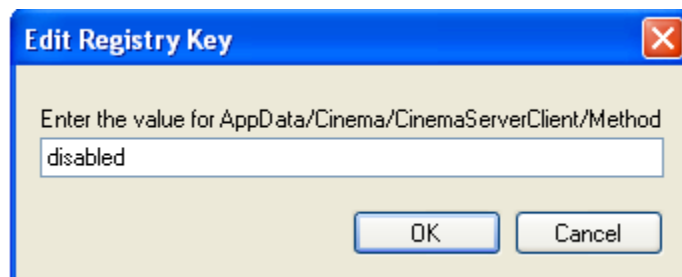 Edit Registry Key
Enter the value for AppData/Cinema/CinemaServerClient/Method
disabled
OK Cancel